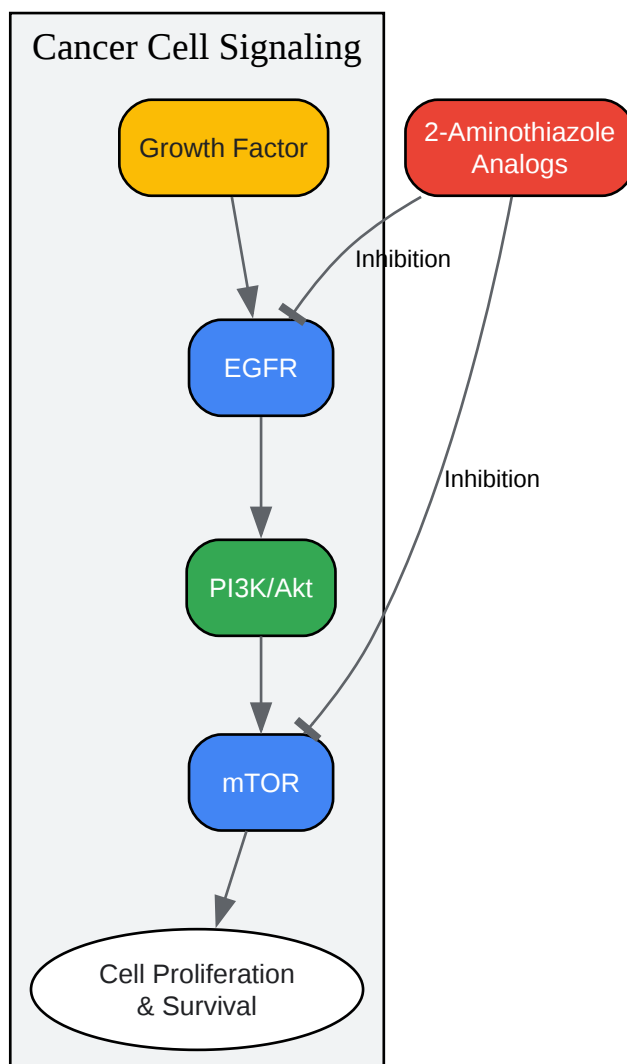 Cancer Cell Signaling
Growth Factor
2-Aminothiazole
Analogs
Inhibition
EGFR
Inhibition
PI3K/Akt
mTOR
Cell Proliferation
& Survival